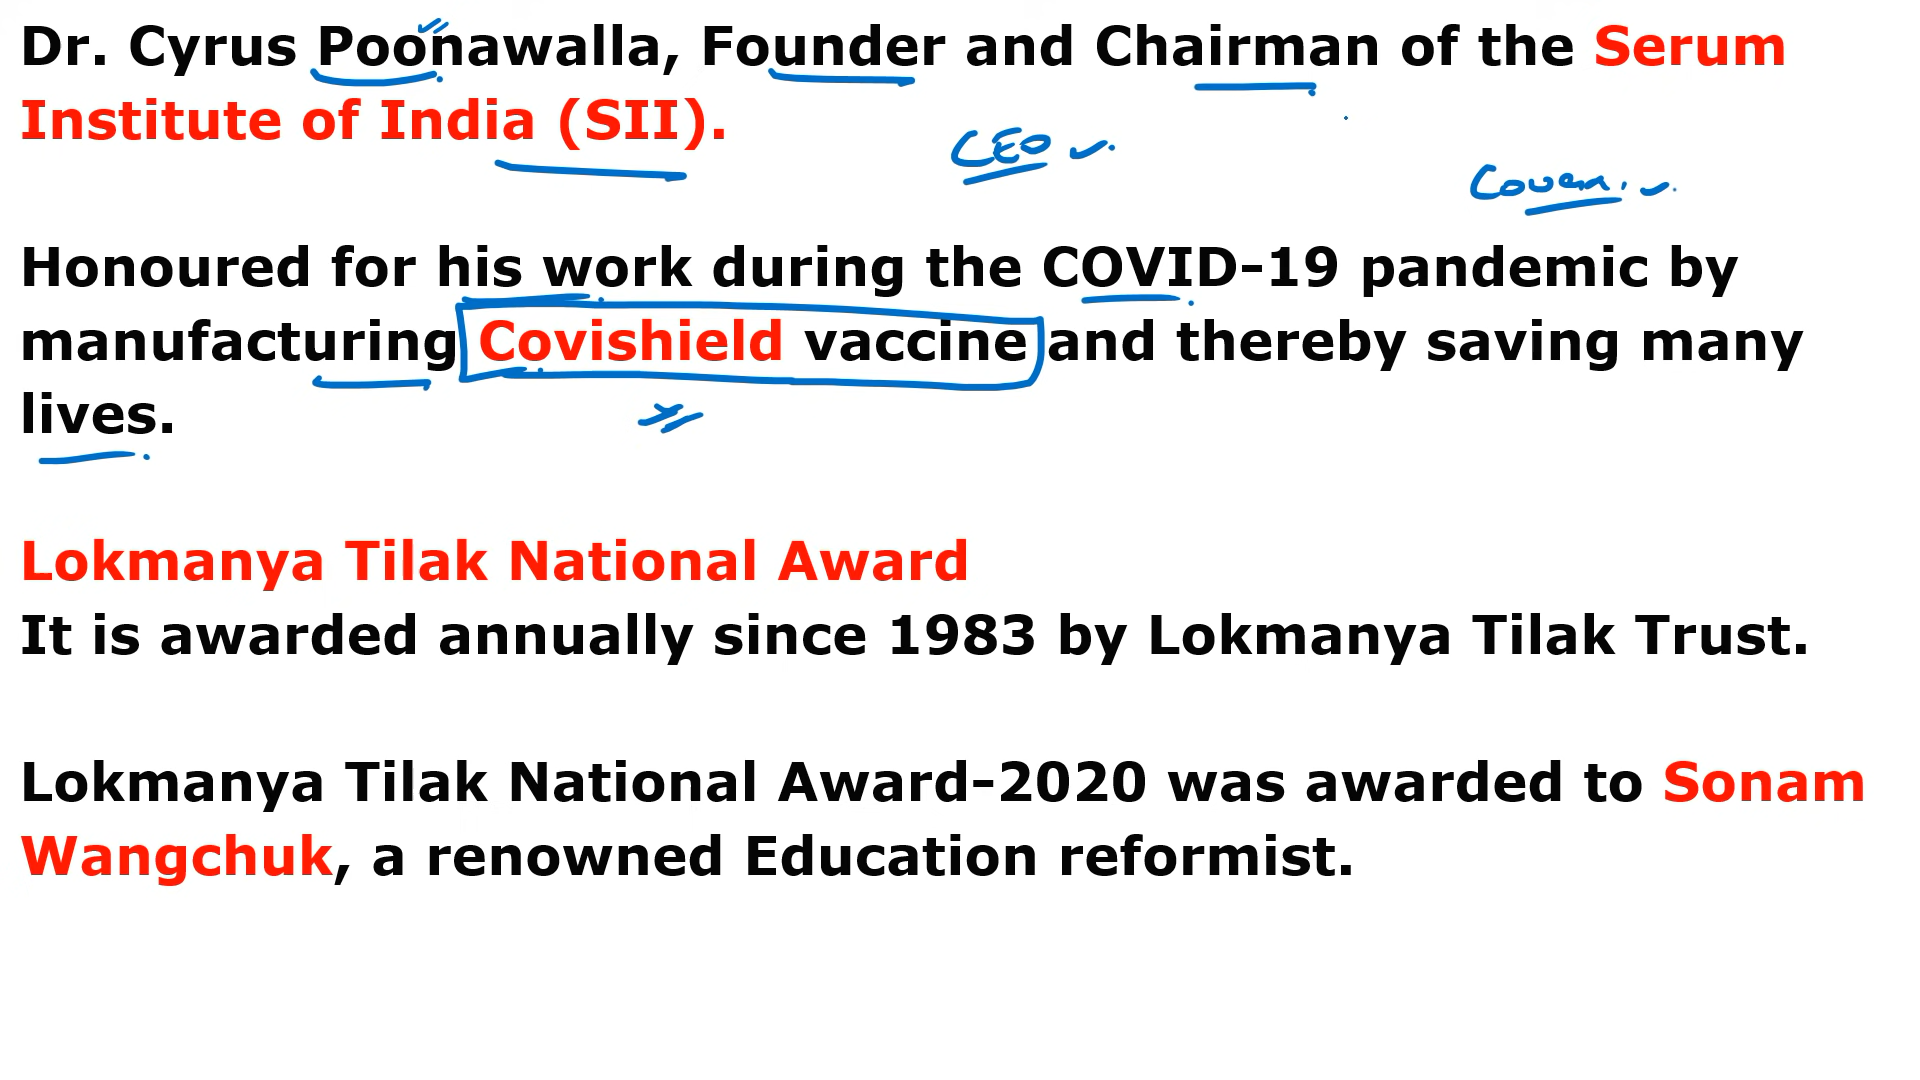 Dr. Cyrus Poonawalla, Founder and Chairman of the Serum
Institute of India (SII).
CEO
Honoured for his work during the COVID-19 pandemic by
manufacturing Covishield vaccine and thereby saving many
lives.
Lokmanya Tilak National Award
It is awarded annually since 1983 by Lokmanya Tilak Trust.
Lokmanya Tilak National Award-2020 was awarded to Sonam
Wangchuk, a renowned Education reformist.